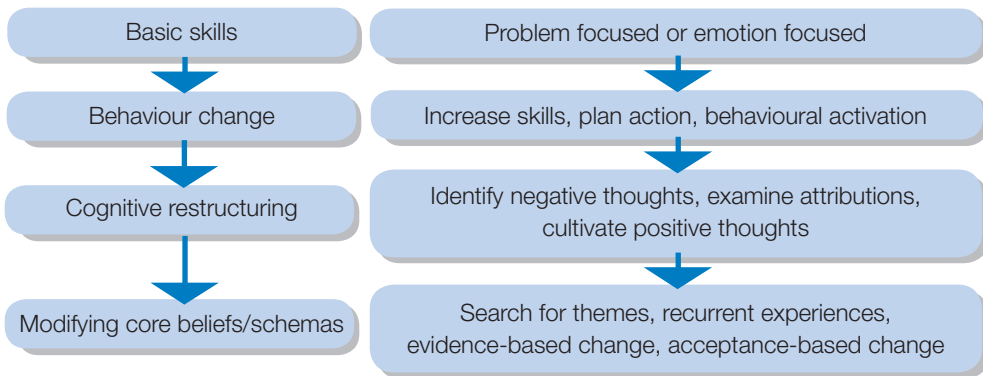 Basic skills
Problem focused or emotion focused
Behaviour change
Increase skills, plan action, behavioural activation
Cognitive restructuring
Identify negative thoughts, examine attributions,
cultivate positive thoughts
Modifying core beliefs/schemas
Search for themes, recurrent experiences,
evidence-based change, acceptance-based change